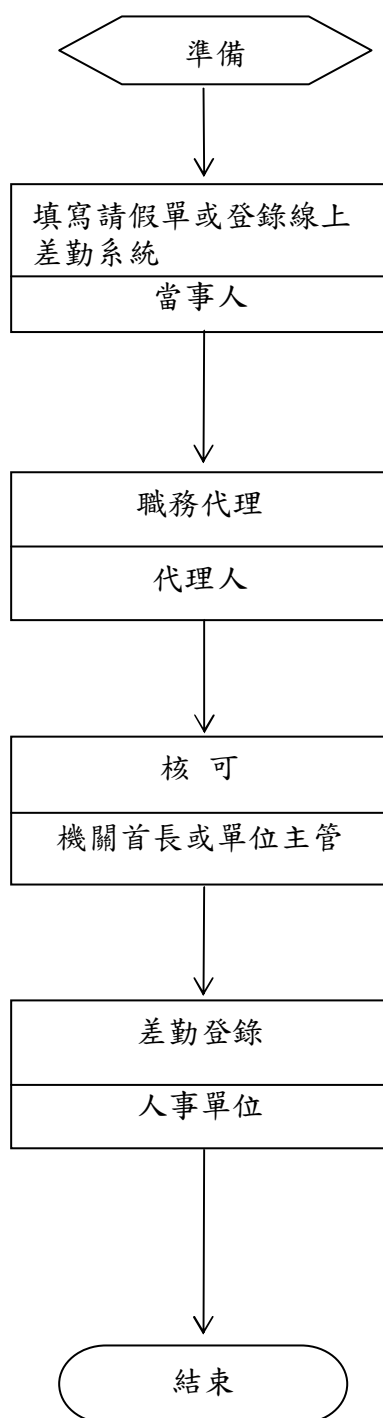 準備
填寫請假單或登錄線上
差勤系統
當事人
職務代理
代理人
核 可
機關首長或單位主管
差勤登錄
人事單位
結束